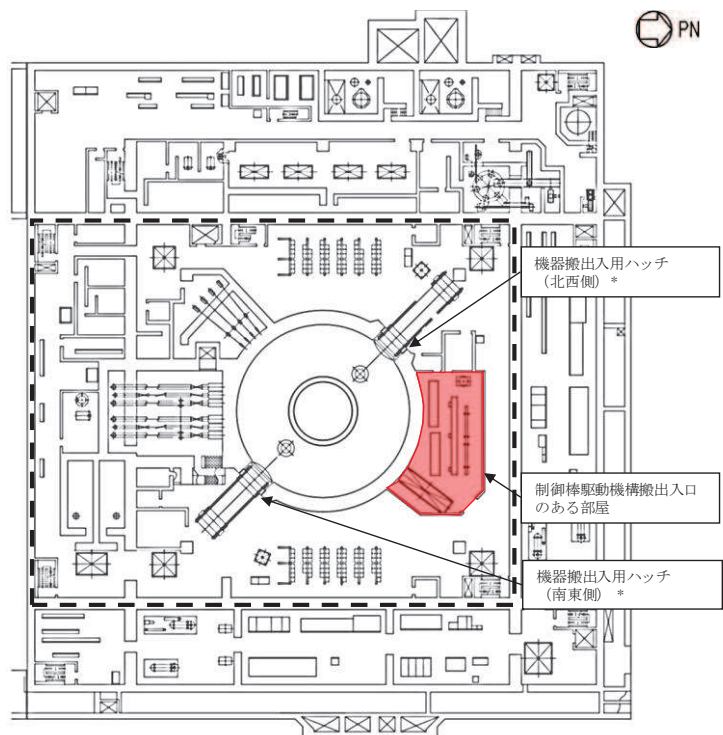 PN
機器搬出入用ハッチ
（北西側）＊
制御棒駆動機構搬出入口
のある部屋
機器搬出入用ハッチ
（南東側）＊